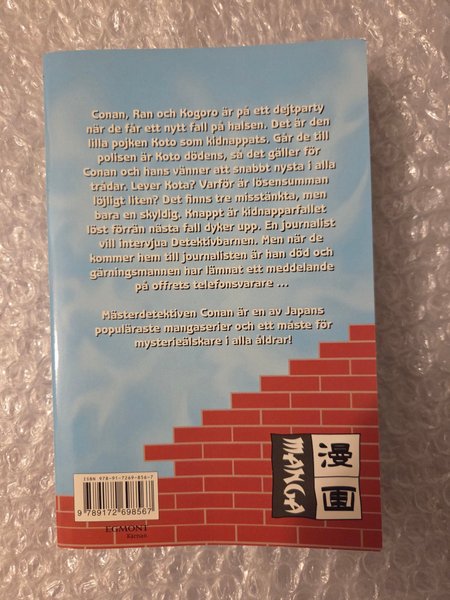 Conan, Ran och Kogoro är på ett dejtparty
när de får ett nytt fall på halsen. Det är den
lilla pojken Koto som kidnappats. Går de till
polisen är Koto dödens, så det gäller för
Conan och hans vänner att snabbt nysta i alla
trådar. Lever Kota? Varför är lösensumman
löjligt liten? Det finns tre misstänkta, men
bara en skyldig. Knappt är kidnapparfallet
löst förrän nästa fall dyker upp. En journalist
vill intervjua Detektivbarnen. Men när de
kommer hem till journalisten är han död och
gärningsmannen har lämnat ett meddelande
på offrets telefonsvarare ...
Mästerdetektiven Conan är en av Japans
populäraste mangaserier och ett måste för
mysterieälskare i alla åldrar!
ISBN 978-91-7269-856-7
9 789172 698567
EGMONT
Kärnan
MANGA
漫画